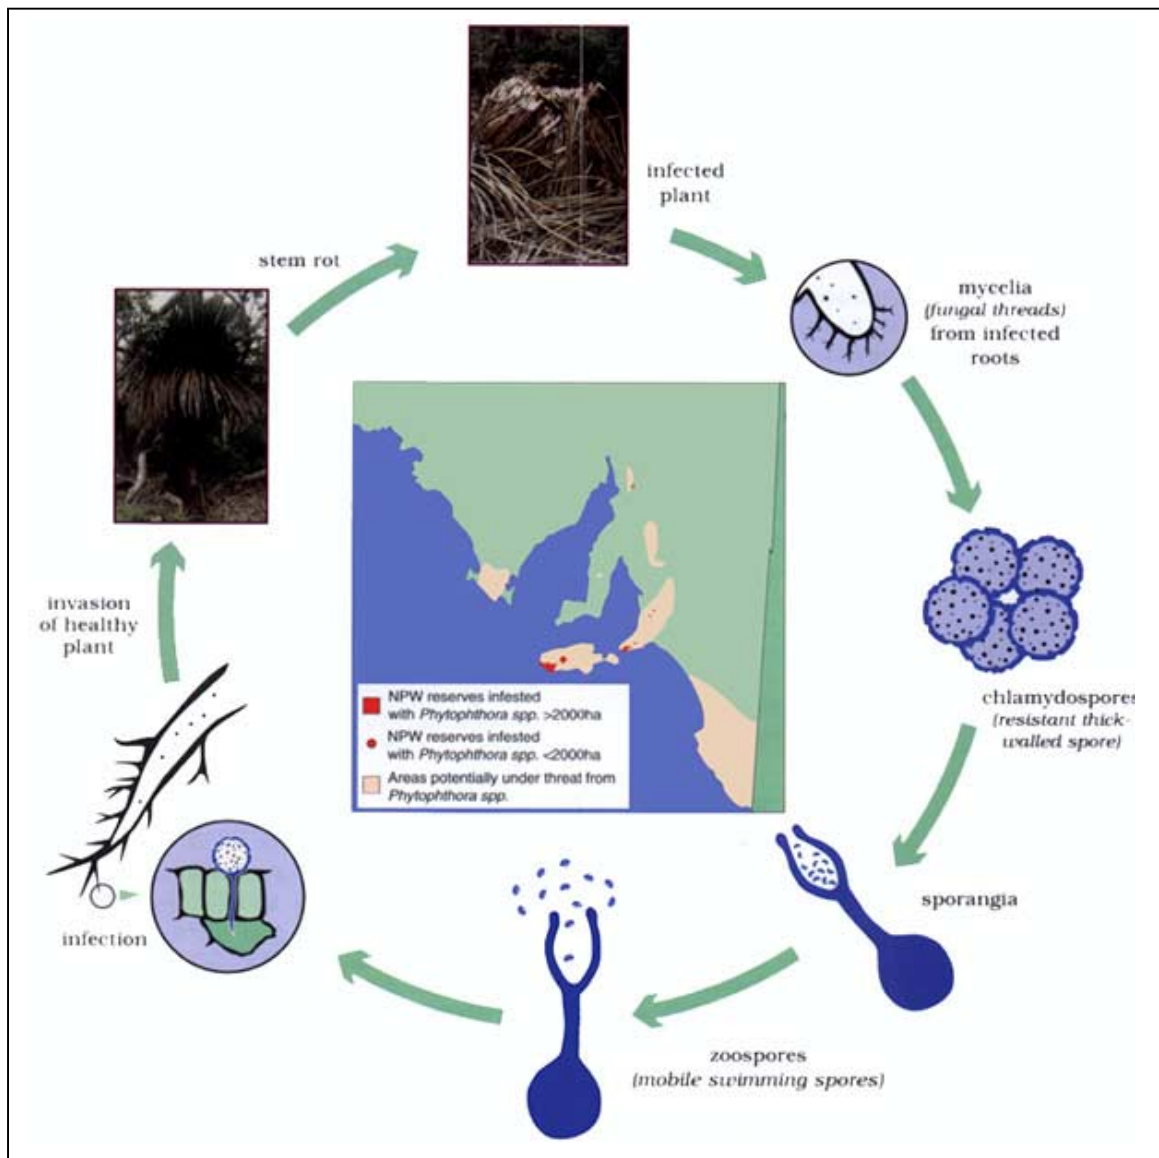 infected
plant
stem rot
mycelia
(fungal threads)
from infected
roots
invasion
of healthy
plant
chlamydospores
(resistant thick-
walled spore)
NPW reserves infested
with Phytophthora spp. >2000ha
NPW reserves infested
with Phytophthora spp. <2000ha
Areas potentially under threat from
Phytophthora spp.
sporangia
infection
zoospores
(mobile swimming spores)